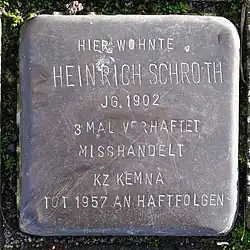 HIER WOHNTE
HEINRICH SCHROTH
JG. 1902
3 MAL VERHAFTET
MISSHANDELT
KZ KEMNA
TOT 1957 AN HAFTFOLGEN